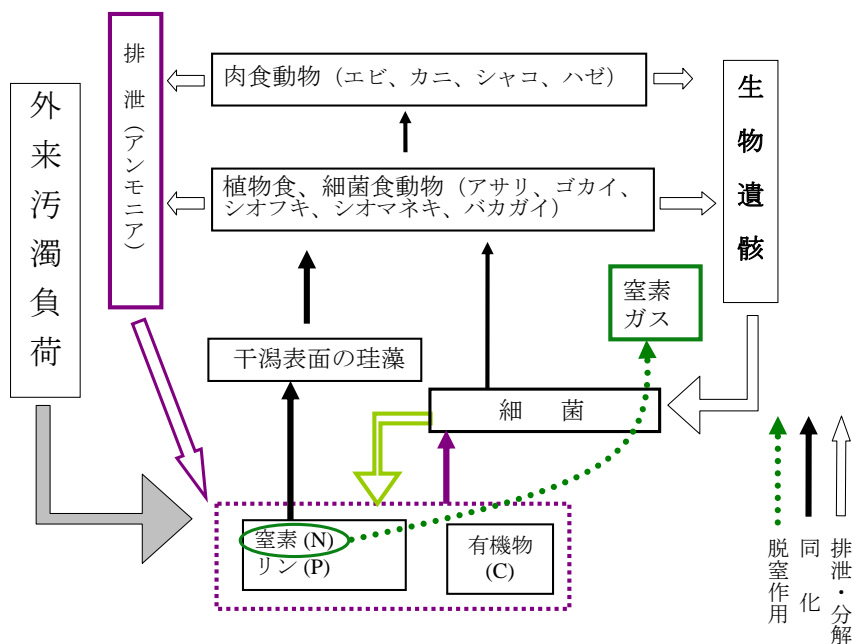 外来汚濁負荷
排泄(アンモニア)
肉食動物（エビ、カニ、シャコ、ハゼ）
植物食、細菌食動物（アサリ、ゴカイ、
シオフキ、シオマネキ、バカガイ）
生物遺骸
窒素
ガス
干潟表面の珪藻
細 菌
窒素 (N)
リン (P)
有機物
(C)
脱窒作用
同 化
排泄・分解